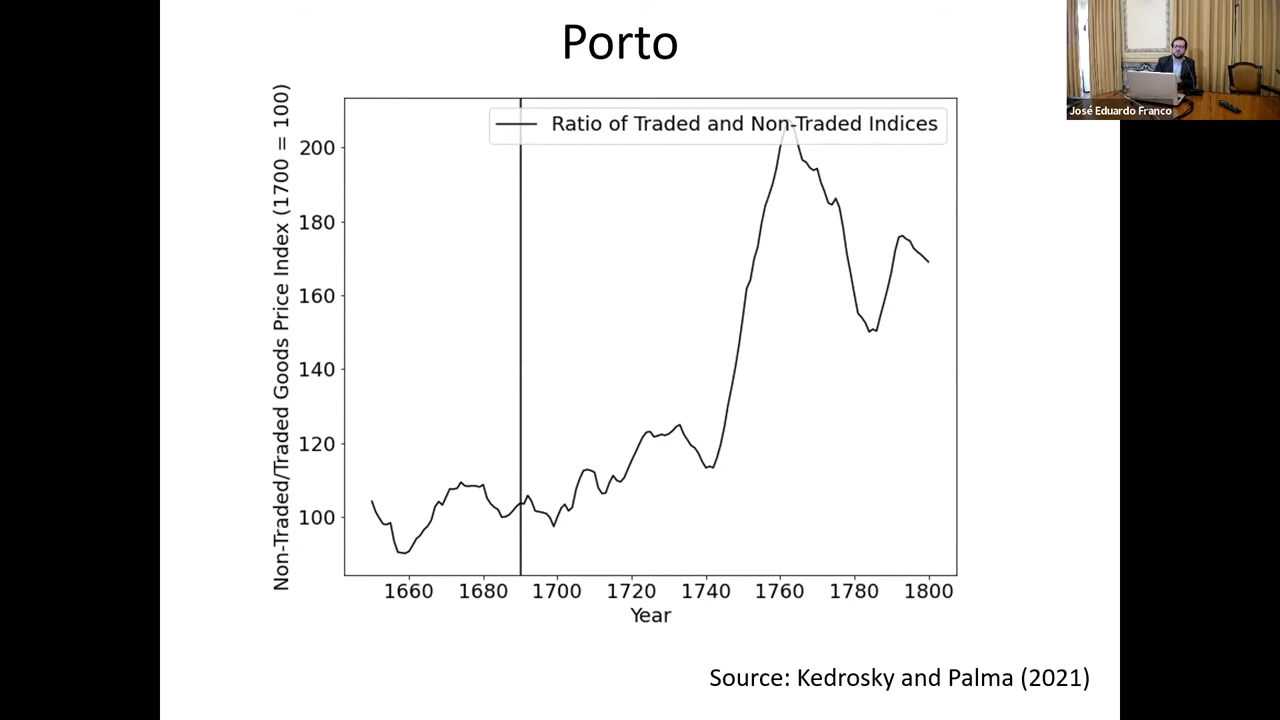 Porto
José Eduardo Franco
Non-Traded/Traded Goods Price Index (1700 = 100)
Ratio of Traded and Non-Traded Indices
200
180
160
140
120
100
1660 1680 1700 1720 1740 1760 1780 1800
Year
Source: Kedrosky and Palma (2021)